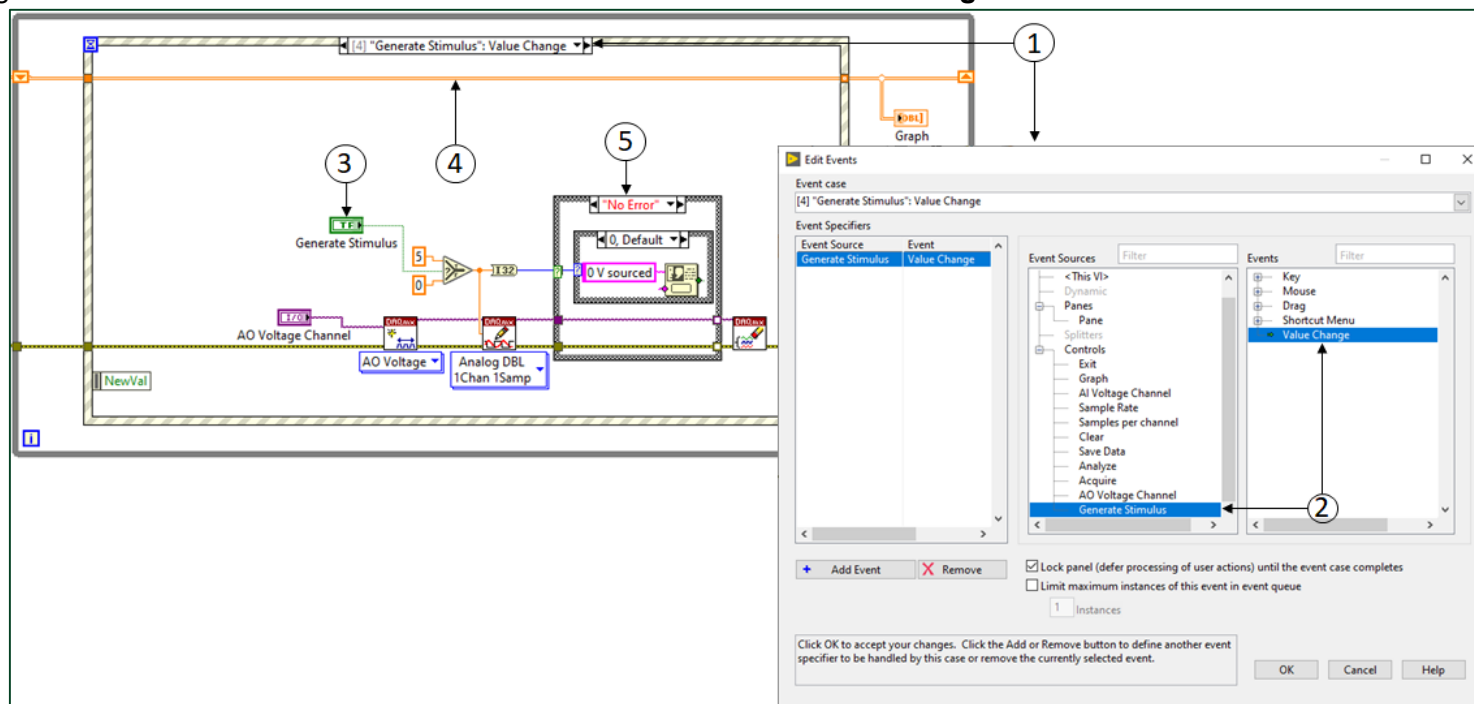 [4] "Generate Stimulus": Value Change
1
DBL]
Graph
3
4
5
TF
Generate Stimulus
"No Error"
0, Default
5
0
I32
0 V sourced
I/O
AO Voltage Channel
DAQmx
DAQmx
DAQmx
AO Voltage
Analog DBL
1Chan 1Samp
NewVal
i
Edit Events
Event case
[4] "Generate Stimulus": Value Change
Event Specifiers
Event Source
Event
Generate Stimulus
Value Change
Event Sources
Filter
<This VI>
Dynamic
Panes
Pane
Splitters
Controls
Exit
Graph
AI Voltage Channel
Sample Rate
Samples per channel
Clear
Save Data
Analyze
Acquire
AO Voltage Channel
Generate Stimulus
Events
Filter
Key
Mouse
Drag
Shortcut Menu
Value Change
2
Add Event
Remove
Lock panel (defer processing of user actions) until the event case completes
Limit maximum instances of this event in event queue
1
Instances
Click OK to accept your changes. Click the Add or Remove button to define another event
specifier to be handled by this case or remove the currently selected event.
OK
Cancel
Help